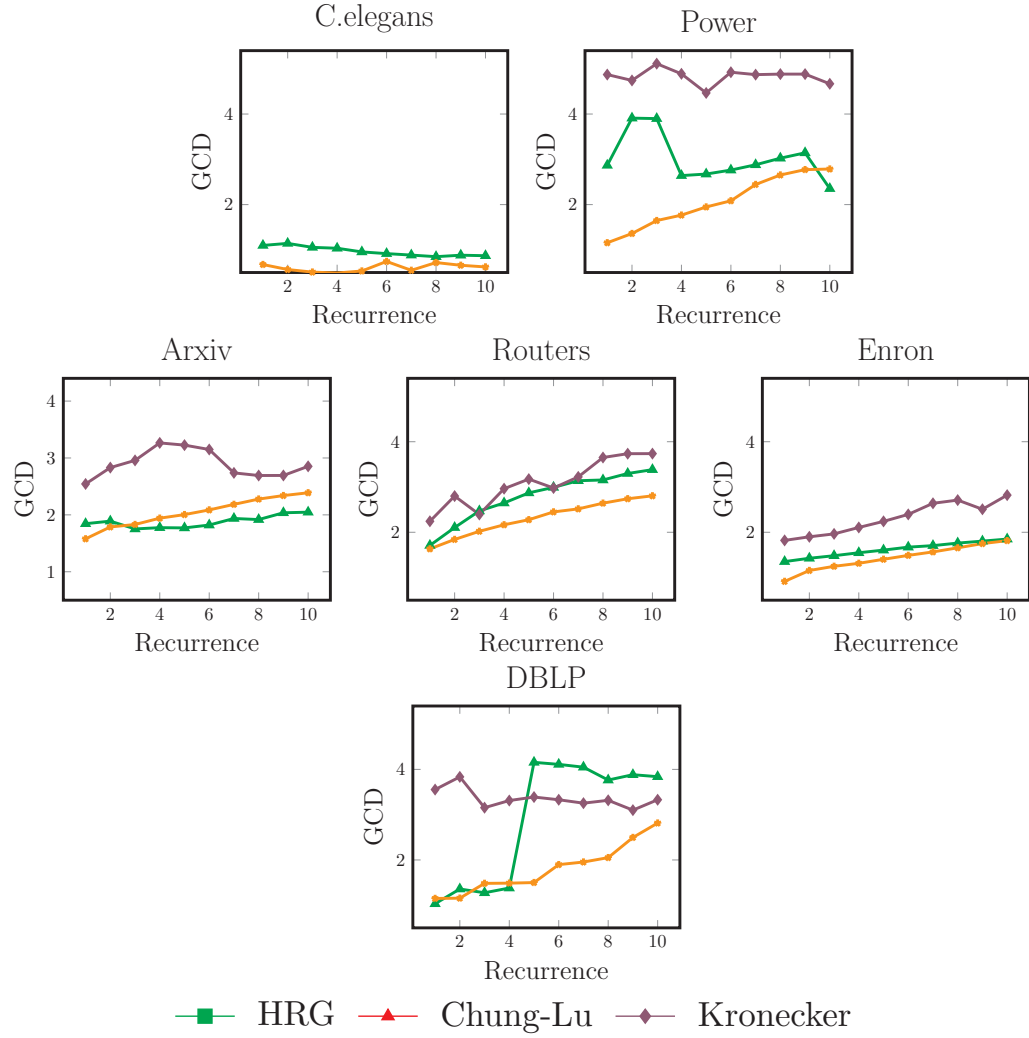 C.elegans Power
4 4
GCD GCD
2 2
2 4 6 8 10 2 4 6 8 10
Recurrence Recurrence
Arxiv Routers Enron
4
3
2
1
GCD
4
2
GCD
4
2
GCD
2 4 6 8 10 2 4 6 8 10 2 4 6 8 10
Recurrence Recurrence Recurrence
DBLP
4
GCD
2
2 4 6 8 10
Recurrence
HRG Chung-Lu Kronecker